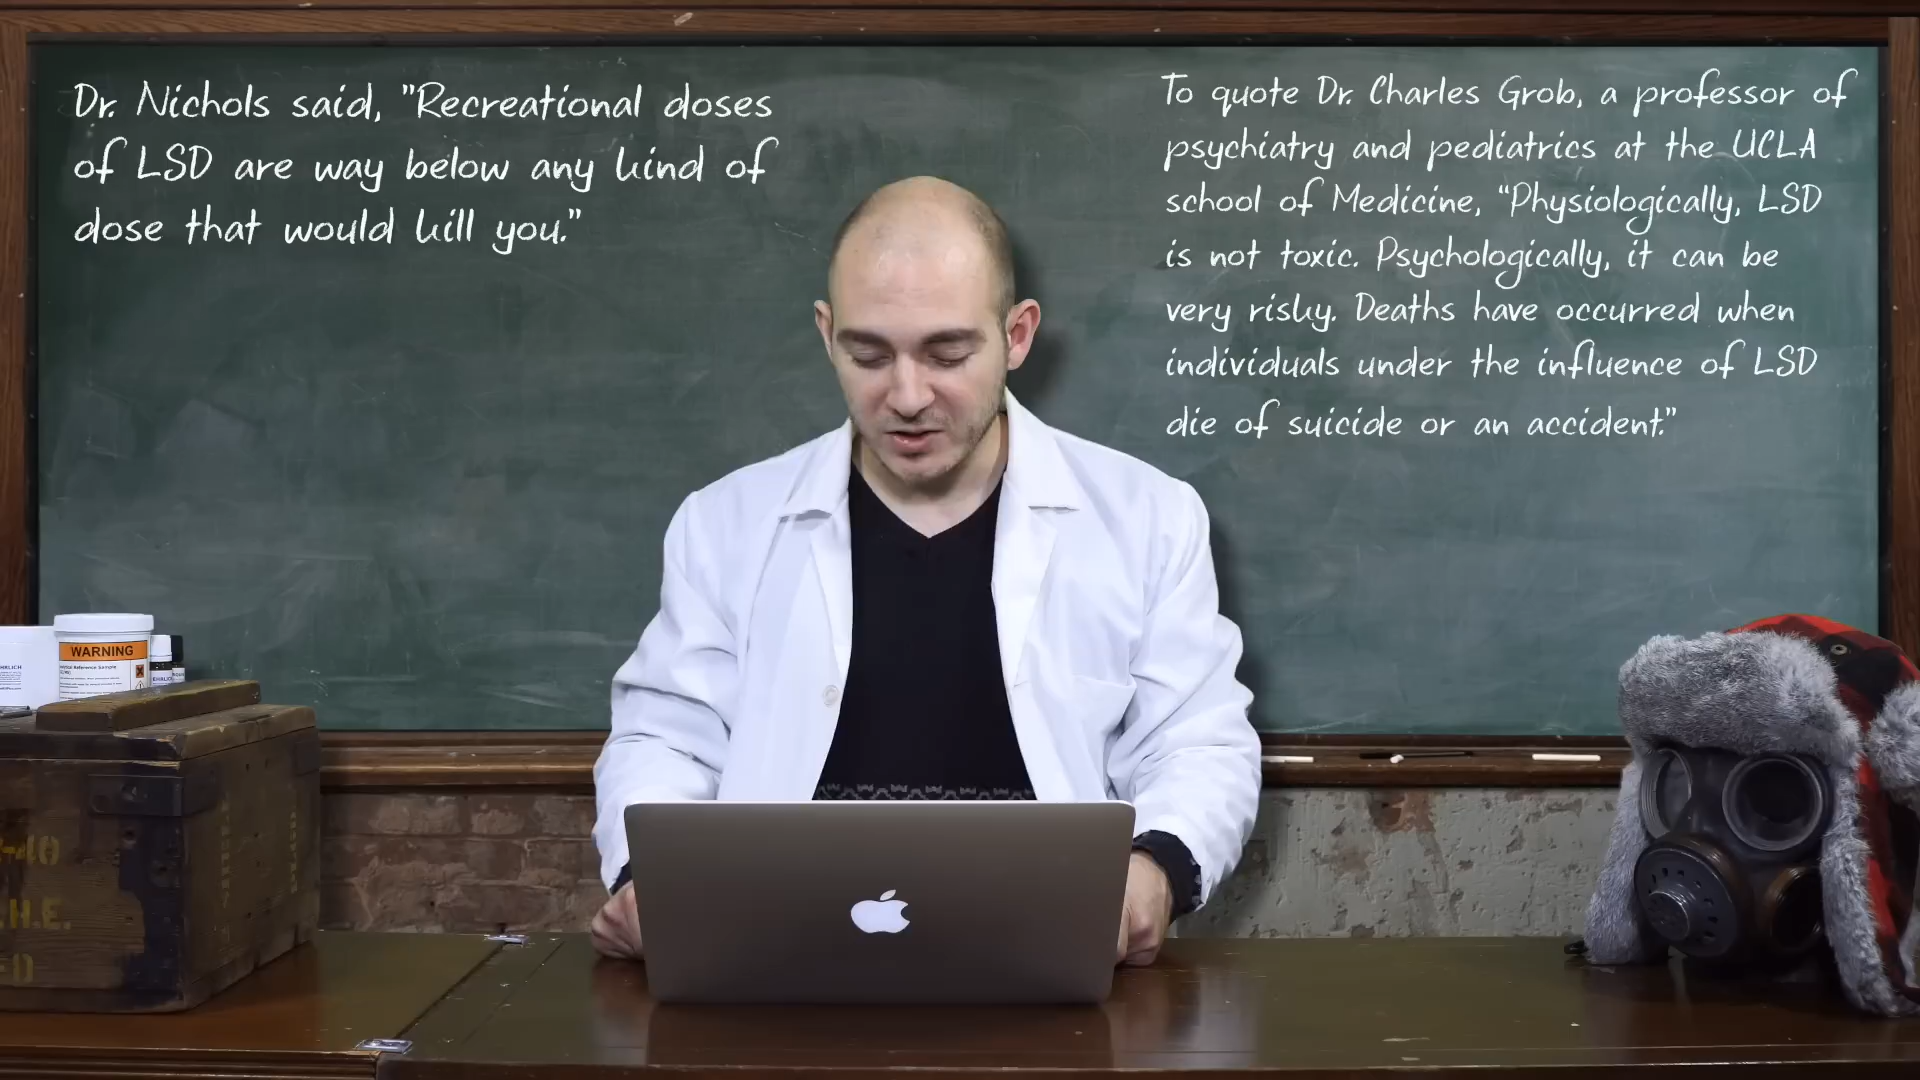 Dr. Nichols said, "Recreational doses
of LSD are way below any kind of
dose that would kill you."
To quote Dr. Charles Grob, a professor of
psychiatry and pediatrics at the UCLA
school of Medicine, "Physiologically, LSD
is not toxic. Psychologically, it can be
very risky. Deaths have occurred when
individuals under the influence of LSD
die of suicide or an accident."
WARNING
Reference Sample
EHRLICH
.H.E.